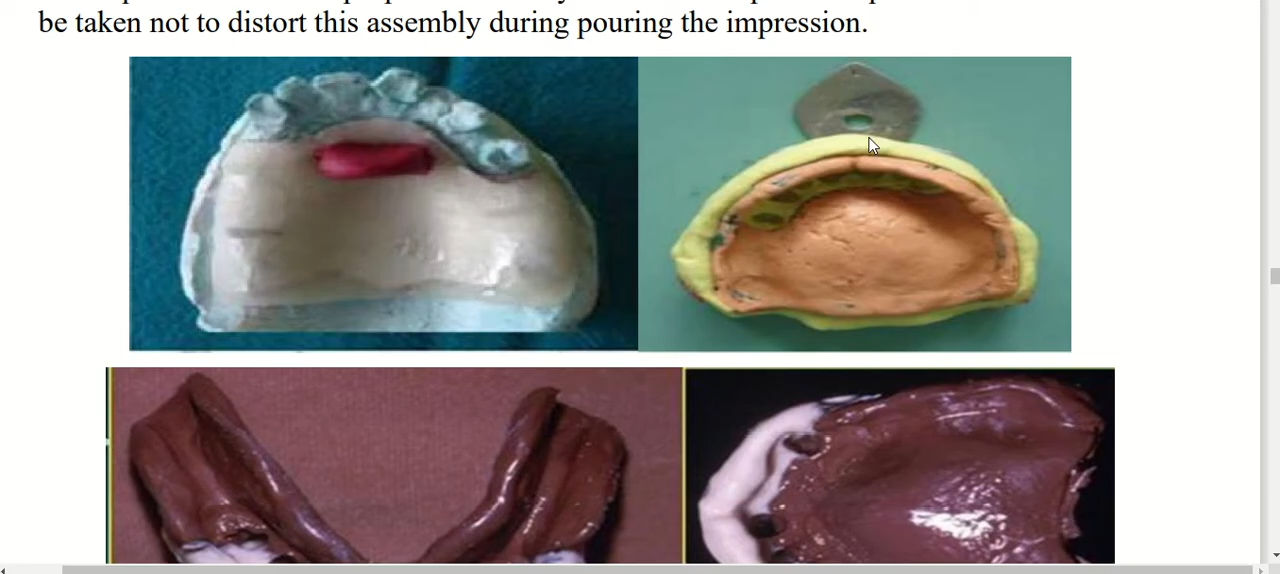 be taken not to distort this assembly during pouring the impression.